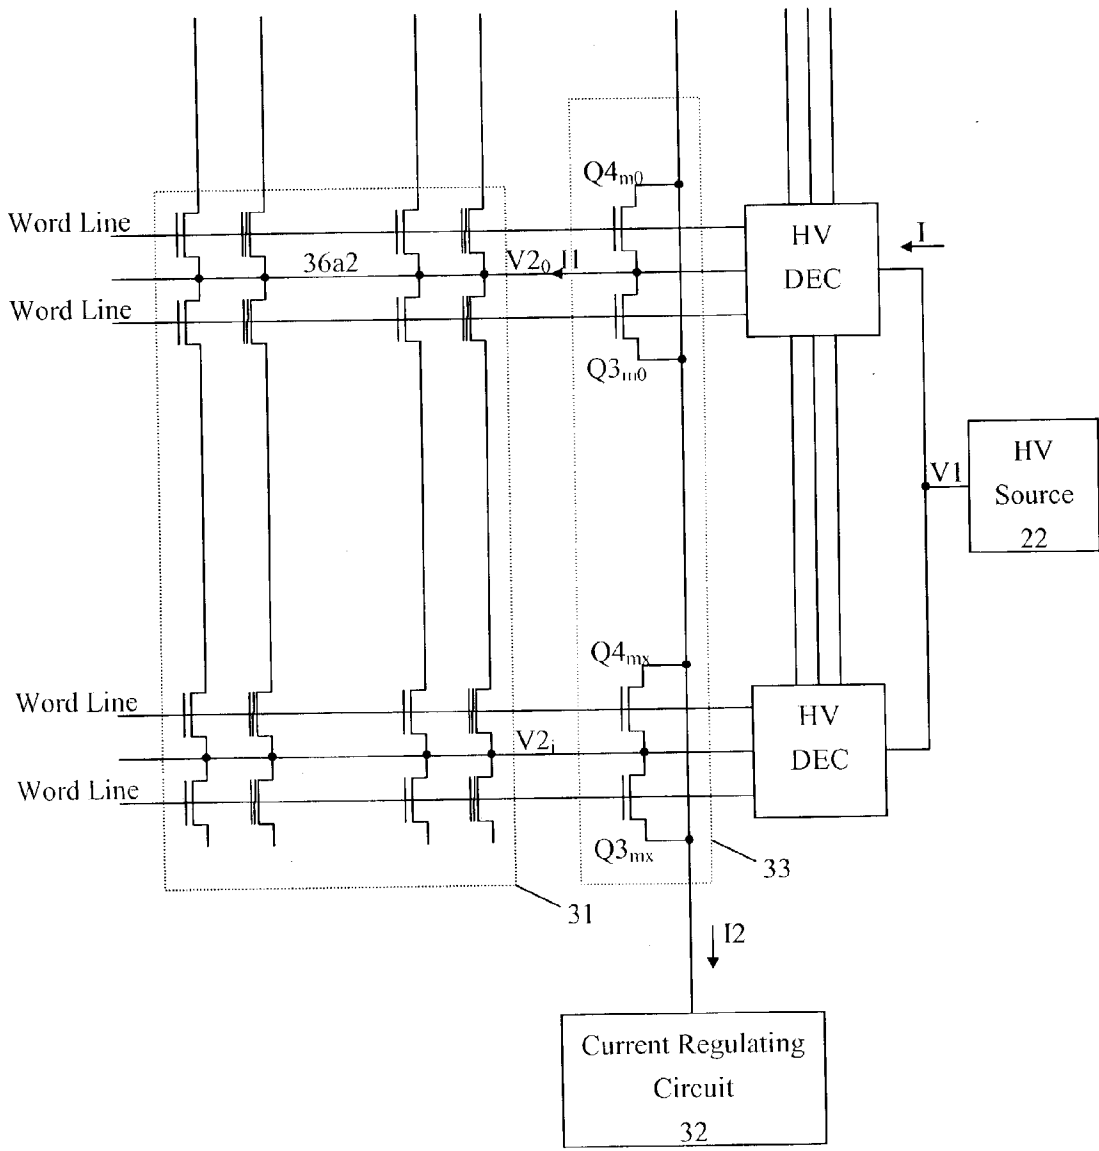 Q4m0
Word Line
HV
DEC
I
36a2
V20
I1
Word Line
Q3m0
HV
Source
22
V1
Q4mx
Word Line
HV
DEC
V2i
Word Line
Q3mx
33
31
I2
Current Regulating
Circuit
32